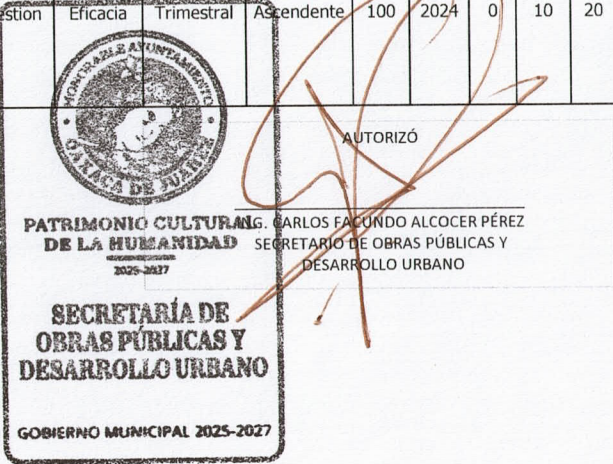 stion Eficacia Trimestral Ascendente 100 2024 0 10 20
HONORABLE AYUNTAMIENTO
OAXACA DE JUÁREZ
PATRIMONIO CULTURAL
DE LA HUMANIDAD
2025-2027
SECRETARÍA DE
OBRAS PÚBLICAS Y
DESARROLLO URBANO
GOBIERNO MUNICIPAL 2025-2027
AUTORIZÓ
ING. CARLOS FACUNDO ALCOCER PÉREZ
SECRETARIO DE OBRAS PÚBLICAS Y
DESARROLLO URBANO